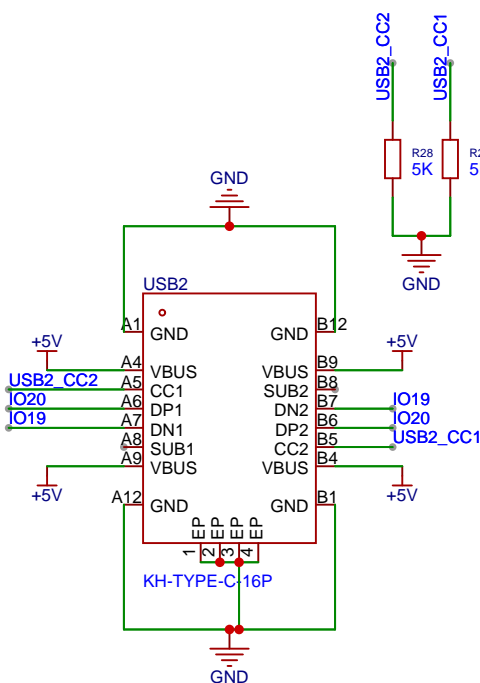 USB2_CC2
USB2_CC1
R28
5K
GND
GND
USB2
A1
GND
GND
B12
+5V
+5V
A4
VBUS
VBUS
B9
USB2_CC2
A5
CC1
SUB2
B8
IO20
A6
DP1
DN2
B7
IO19
IO19
A7
DN1
DP2
B6
IO20
A8
SUB1
CC2
B5
USB2_CC1
A9
VBUS
VBUS
B4
+5V
+5V
A12
GND
GND
B1
EP
EP
EP
EP
1
2
3
4
KH-TYPE-C-16P
GND